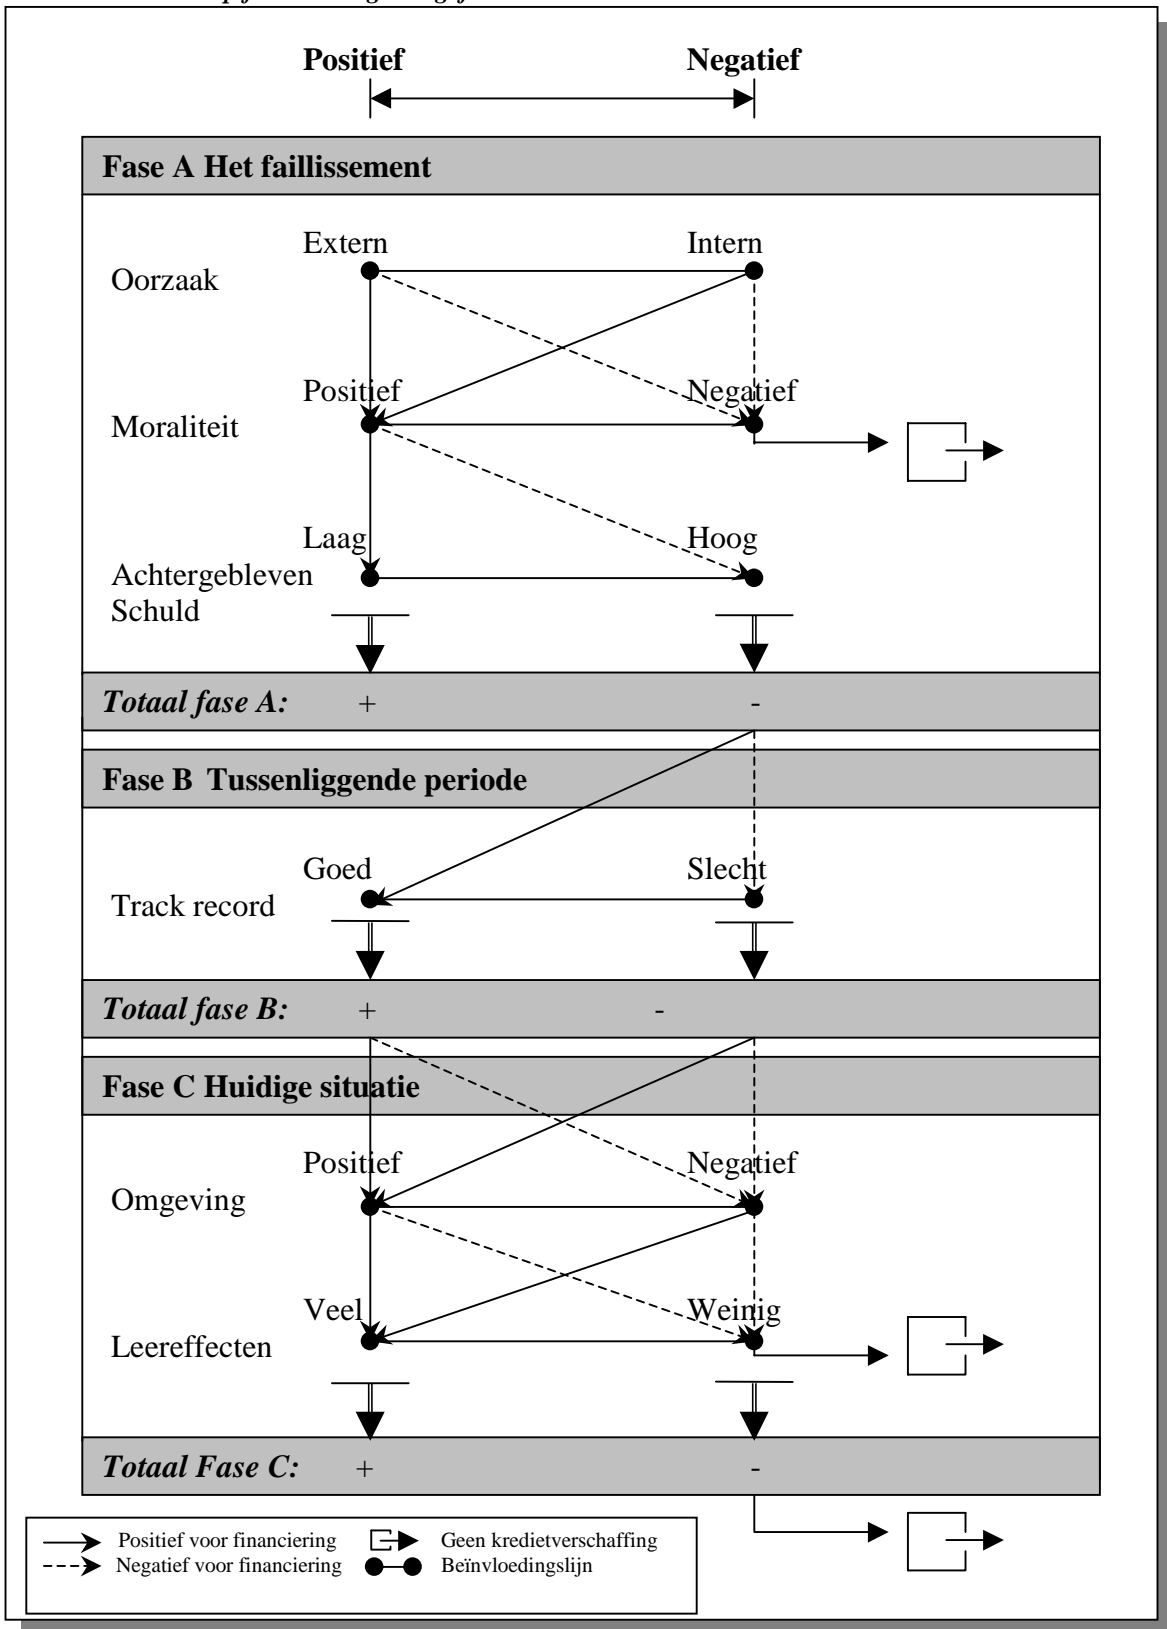 Positief Negatief
Fase A Het faillissement
Extern Intern
Oorzaak
Positief Negatief
Moraliteit
Laag Hoog
Achtergebleven
Schuld
Totaal fase A: + -
Fase B Tussenliggende periode
Goed Slecht
Track record
Totaal fase B: + -
Fase C Huidige situatie
Positief Negatief
Omgeving
Veel Weinig
Leereffecten
Totaal Fase C: + -
Positief voor financiering Geen kredietverschaffing
Negatief voor financiering Beïnvloedingslijn